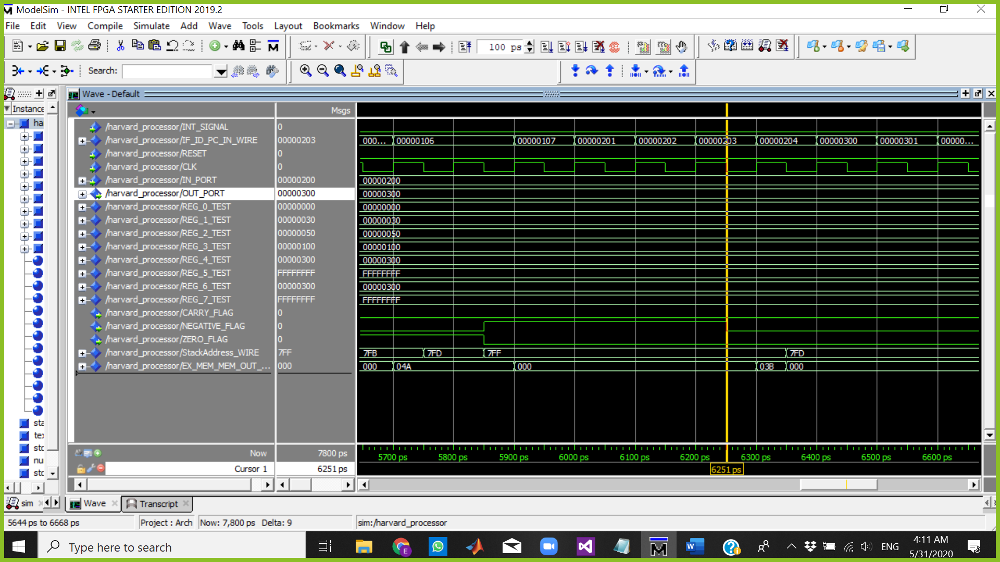 ModelSim - INTEL FPGA STARTER EDITION 2019.2
File Edit View Compile Simulate Add Wave Tools Layout Bookmarks Window Help
100 ps
Search:
Wave - Default
Instance
Msgs
ha
/harvard_processor/INT_SIGNAL 0
/harvard_processor/IF_ID_PC_IN_WIRE 00000203 000... 00000106 00000107 00000201 00000202 00000203 00000204 00000300 00000301 00000...
/harvard_processor/RESET 0
/harvard_processor/CLK 0
/harvard_processor/IN_PORT 00000200 00000200
/harvard_processor/OUT_PORT 00000300 00000300
/harvard_processor/REG_0_TEST 00000000 00000000
/harvard_processor/REG_1_TEST 00000030 00000030
/harvard_processor/REG_2_TEST 00000050 00000050
/harvard_processor/REG_3_TEST 00000100 00000100
/harvard_processor/REG_4_TEST 00000300 00000300
/harvard_processor/REG_5_TEST FFFFFFFF FFFFFFFF
/harvard_processor/REG_6_TEST 00000300 00000300
/harvard_processor/REG_7_TEST FFFFFFFF FFFFFFFF
/harvard_processor/CARRY_FLAG 0
/harvard_processor/NEGATIVE_FLAG 0
/harvard_processor/ZERO_FLAG 0
/harvard_processor/StackAddress_WIRE 7FF 7FB 7FD 7FF 7FD
/harvard_processor/EX_MEM_MEM_OUT_... 000 000 04A 000 03B 000
sta
tex
std
nu
std
Now 7800 ps 5700 ps 5800 ps 5900 ps 6000 ps 6100 ps 6200 ps 6300 ps 6400 ps 6500 ps 6600 ps
Cursor 1 6251 ps 6251 ps
sim Wave Transcript
5644 ps to 6668 ps Project : Arch Now: 7,800 ps Delta: 9 sim:/harvard_processor
Type here to search
E
W
ENG
4:11 AM
5/31/2020